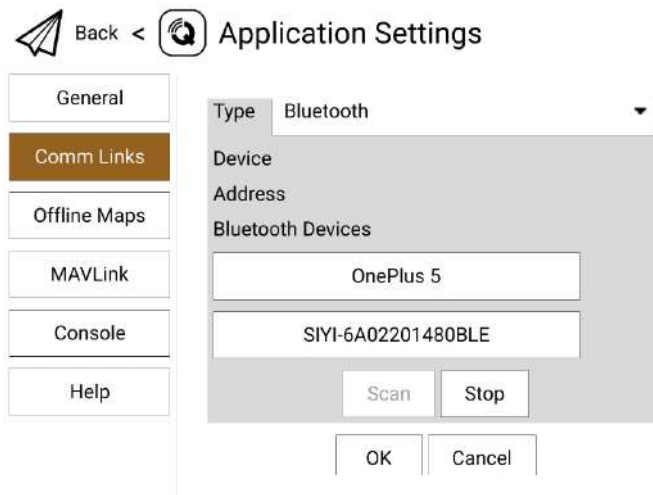 Back < Application Settings
General
Comm Links
Offline Maps
MAVLink
Console
Help
Type Bluetooth
Device
Address
Bluetooth Devices
OnePlus 5
SIYI-6A02201480BLE
Scan Stop
OK Cancel